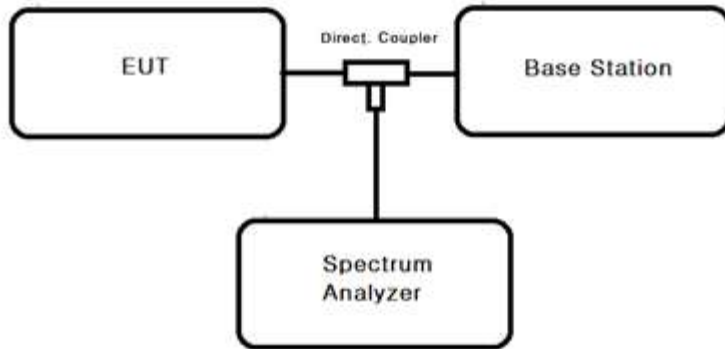 Direct. Coupler
EUT
Base Station
Spectrum
Analyzer